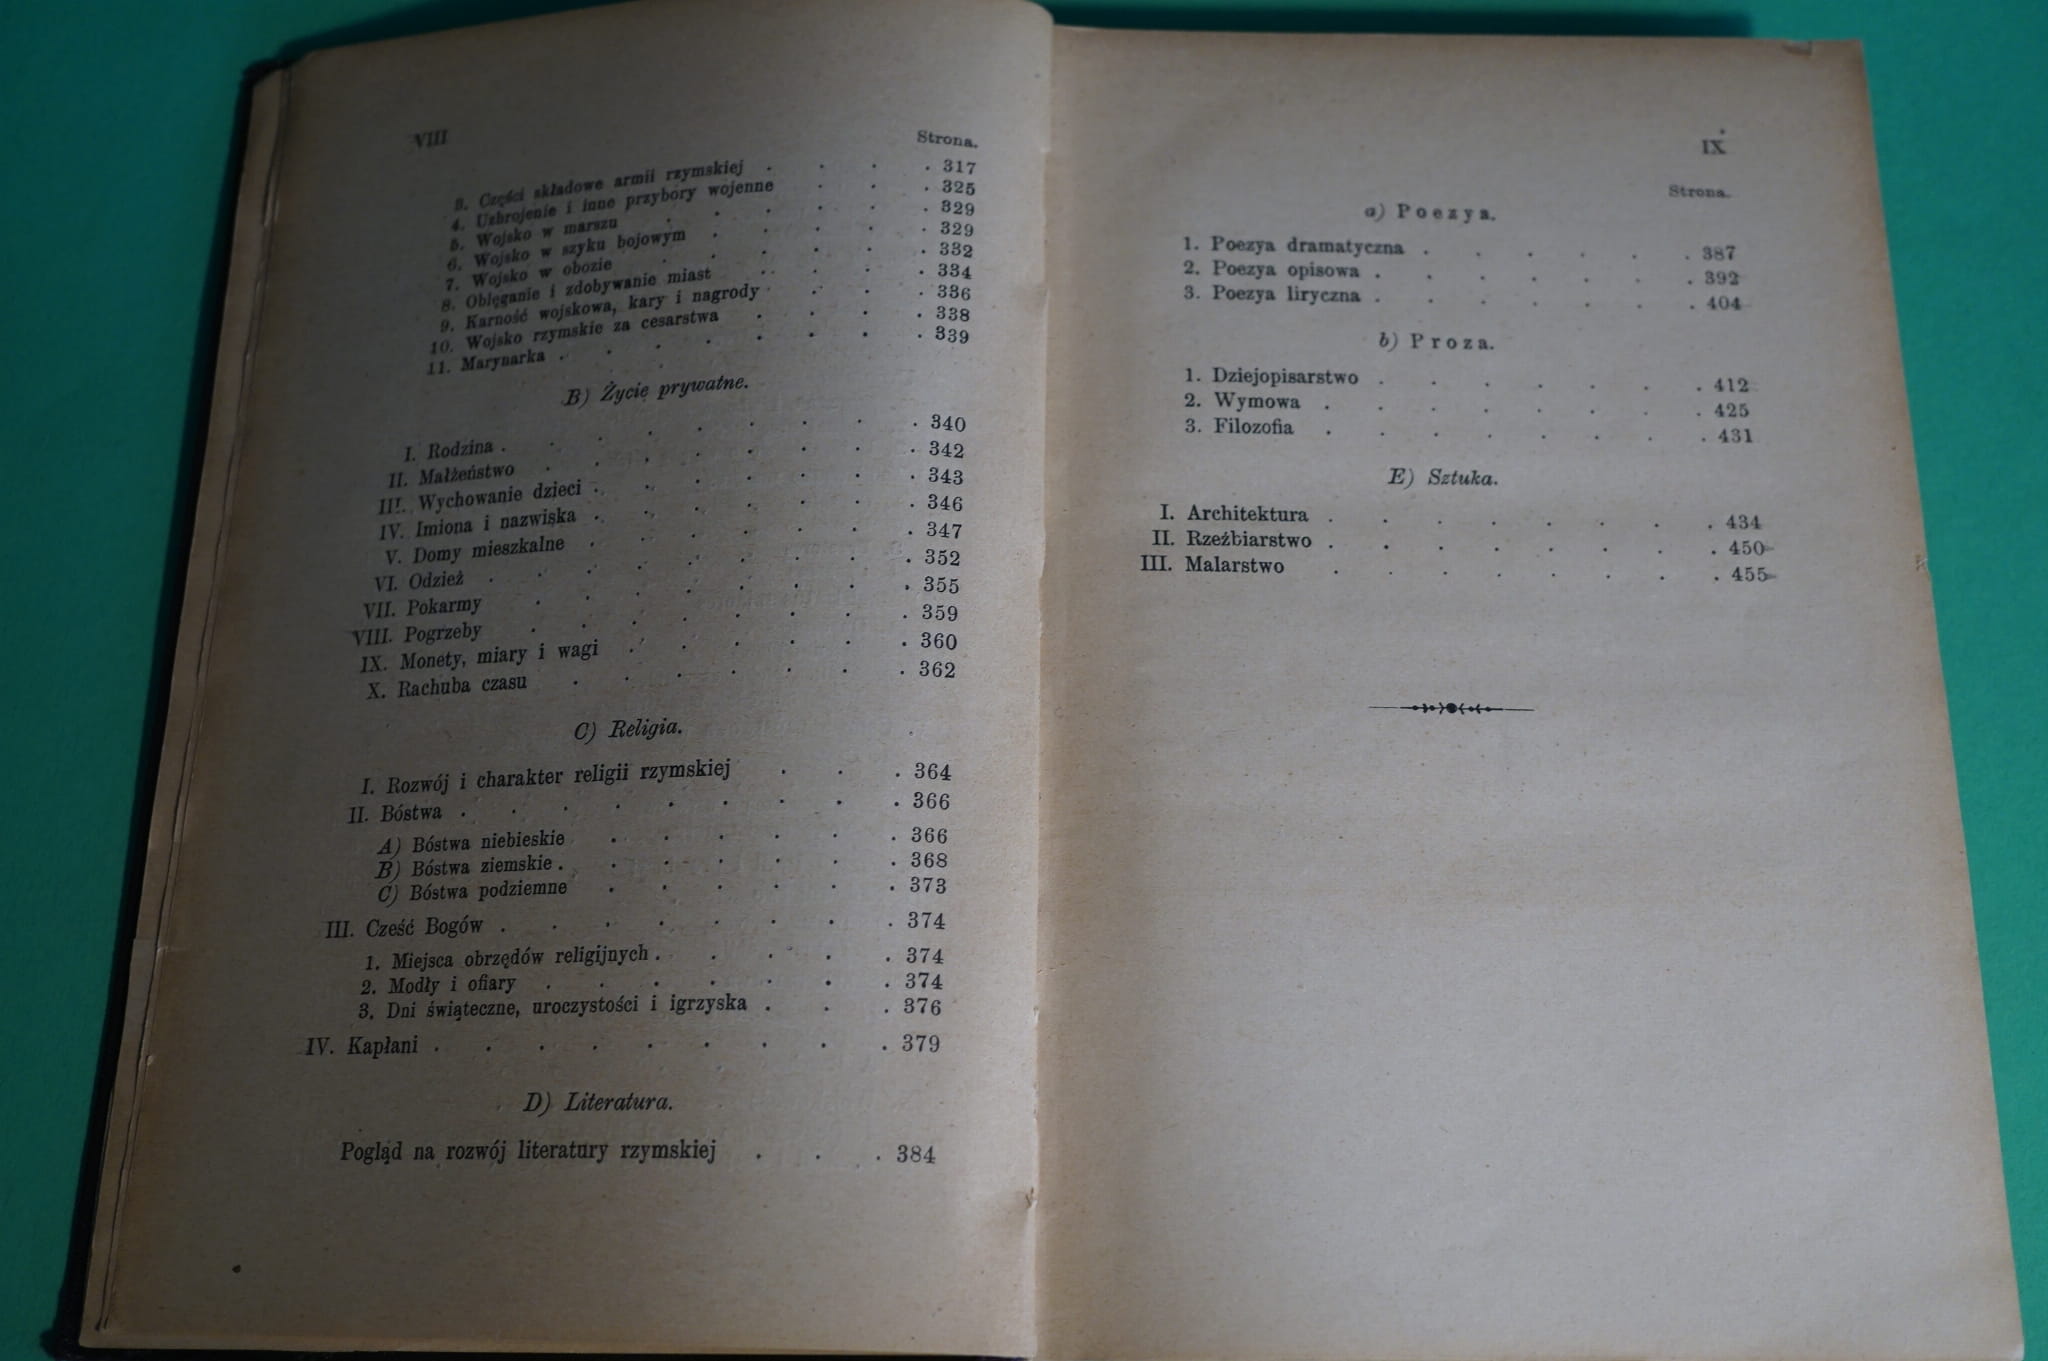 VIII
Strona.
3. Części składowe armii rzymskiej . . . . 317
4. Uzbrojenie i inne przybory wojenne . . . 325
5. Wojsko w marszu . . . . . . 329
6. Wojsko w szyku bojowym . . . . . 329
7. Wojsko w obozie . . . . . . 332
8. Oblęganie i zdobywanie miast . . . . 334
9. Karność wojskowa, kary i nagrody . . . 336
10. Wojsko rzymskie za cesarstwa . . . . 338
11. Marynarka . . . . . . . . 339
B) Życie prywatne.
I. Rodzina . . . . . . . . . 340
II. Małżeństwo . . . . . . . . 342
III. Wychowanie dzieci . . . . . . . 343
IV. Imiona i nazwiska . . . . . . . 346
V. Domy mieszkalne . . . . . . . 347
VI. Odzież . . . . . . . . . 352
VII. Pokarmy . . . . . . . . 355
VIII. Pogrzeby . . . . . . . . 359
IX. Monety, miary i wagi . . . . . . 360
X. Rachuba czasu . . . . . . . 362
C) Religia.
I. Rozwój i charakter religii rzymskiej . . . . 364
II. Bóstwa . . . . . . . . . 366
A) Bóstwa niebieskie . . . . . . 366
B) Bóstwa ziemskie . . . . . . . 368
C) Bóstwa podziemne . . . . . . 373
III. Cześć Bogów . . . . . . . . 374
1. Miejsca obrzędów religijnych . . . . . 374
2. Modły i ofiary . . . . . . . 374
3. Dni świąteczne, uroczystości i igrzyska . . . 376
IV. Kapłani . . . . . . . . . 379
D) Literatura.
Pogląd na rozwój literatury rzymskiej . . . 384
IX
Strona.
a) Poezya.
1. Poezya dramatyczna . . . . . . 387
2. Poezya opisowa . . . . . . . 392
3. Poezya liryczna . . . . . . . 404
b) Proza.
1. Dziejopisarstwo . . . . . . . 412
2. Wymowa . . . . . . . . 425
3. Filozofia . . . . . . . . 431
E) Sztuka.
I. Architektura . . . . . . . . 434
II. Rzeźbiarstwo . . . . . . . . 450
III. Malarstwo . . . . . . . . 455